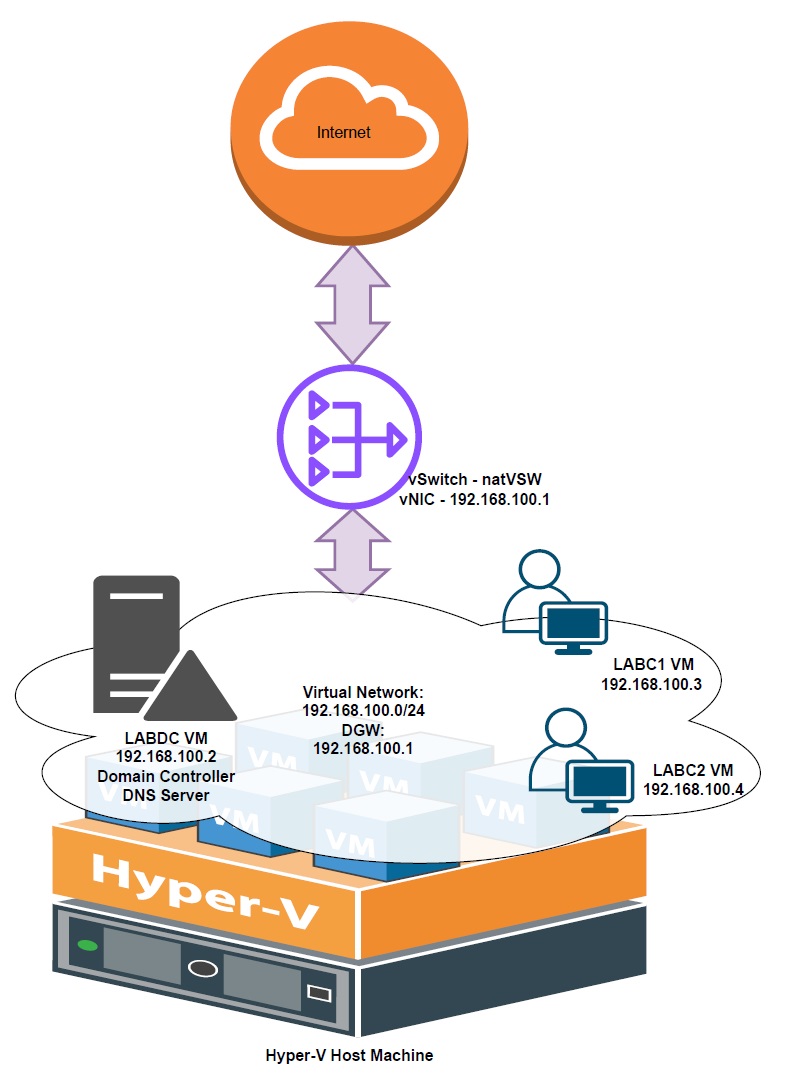 Internet
vSwitch - natVSW
vNIC - 192.168.100.1
LABC1 VM
192.168.100.3
Virtual Network:
192.168.100.0/24
DGW:
192.168.100.1
LABDC VM
192.168.100.2
Domain Controller
DNS Server
LABC2 VM
192.168.100.4
VM
VM
VM
VM
VM
VM
Hyper-V
Hyper-V Host Machine